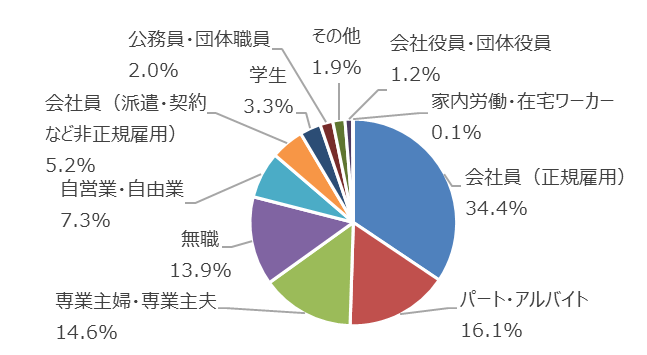 公務員・団体職員
2.0%
その他
1.9%
会社役員・団体役員
1.2%
学生
3.3%
家内労働・在宅ワーカー
0.1%
会社員（派遣・契約
など非正規雇用）
5.2%
会社員（正規雇用）
34.4%
自営業・自由業
7.3%
無職
13.9%
専業主婦・専業主夫
14.6%
パート・アルバイト
16.1%